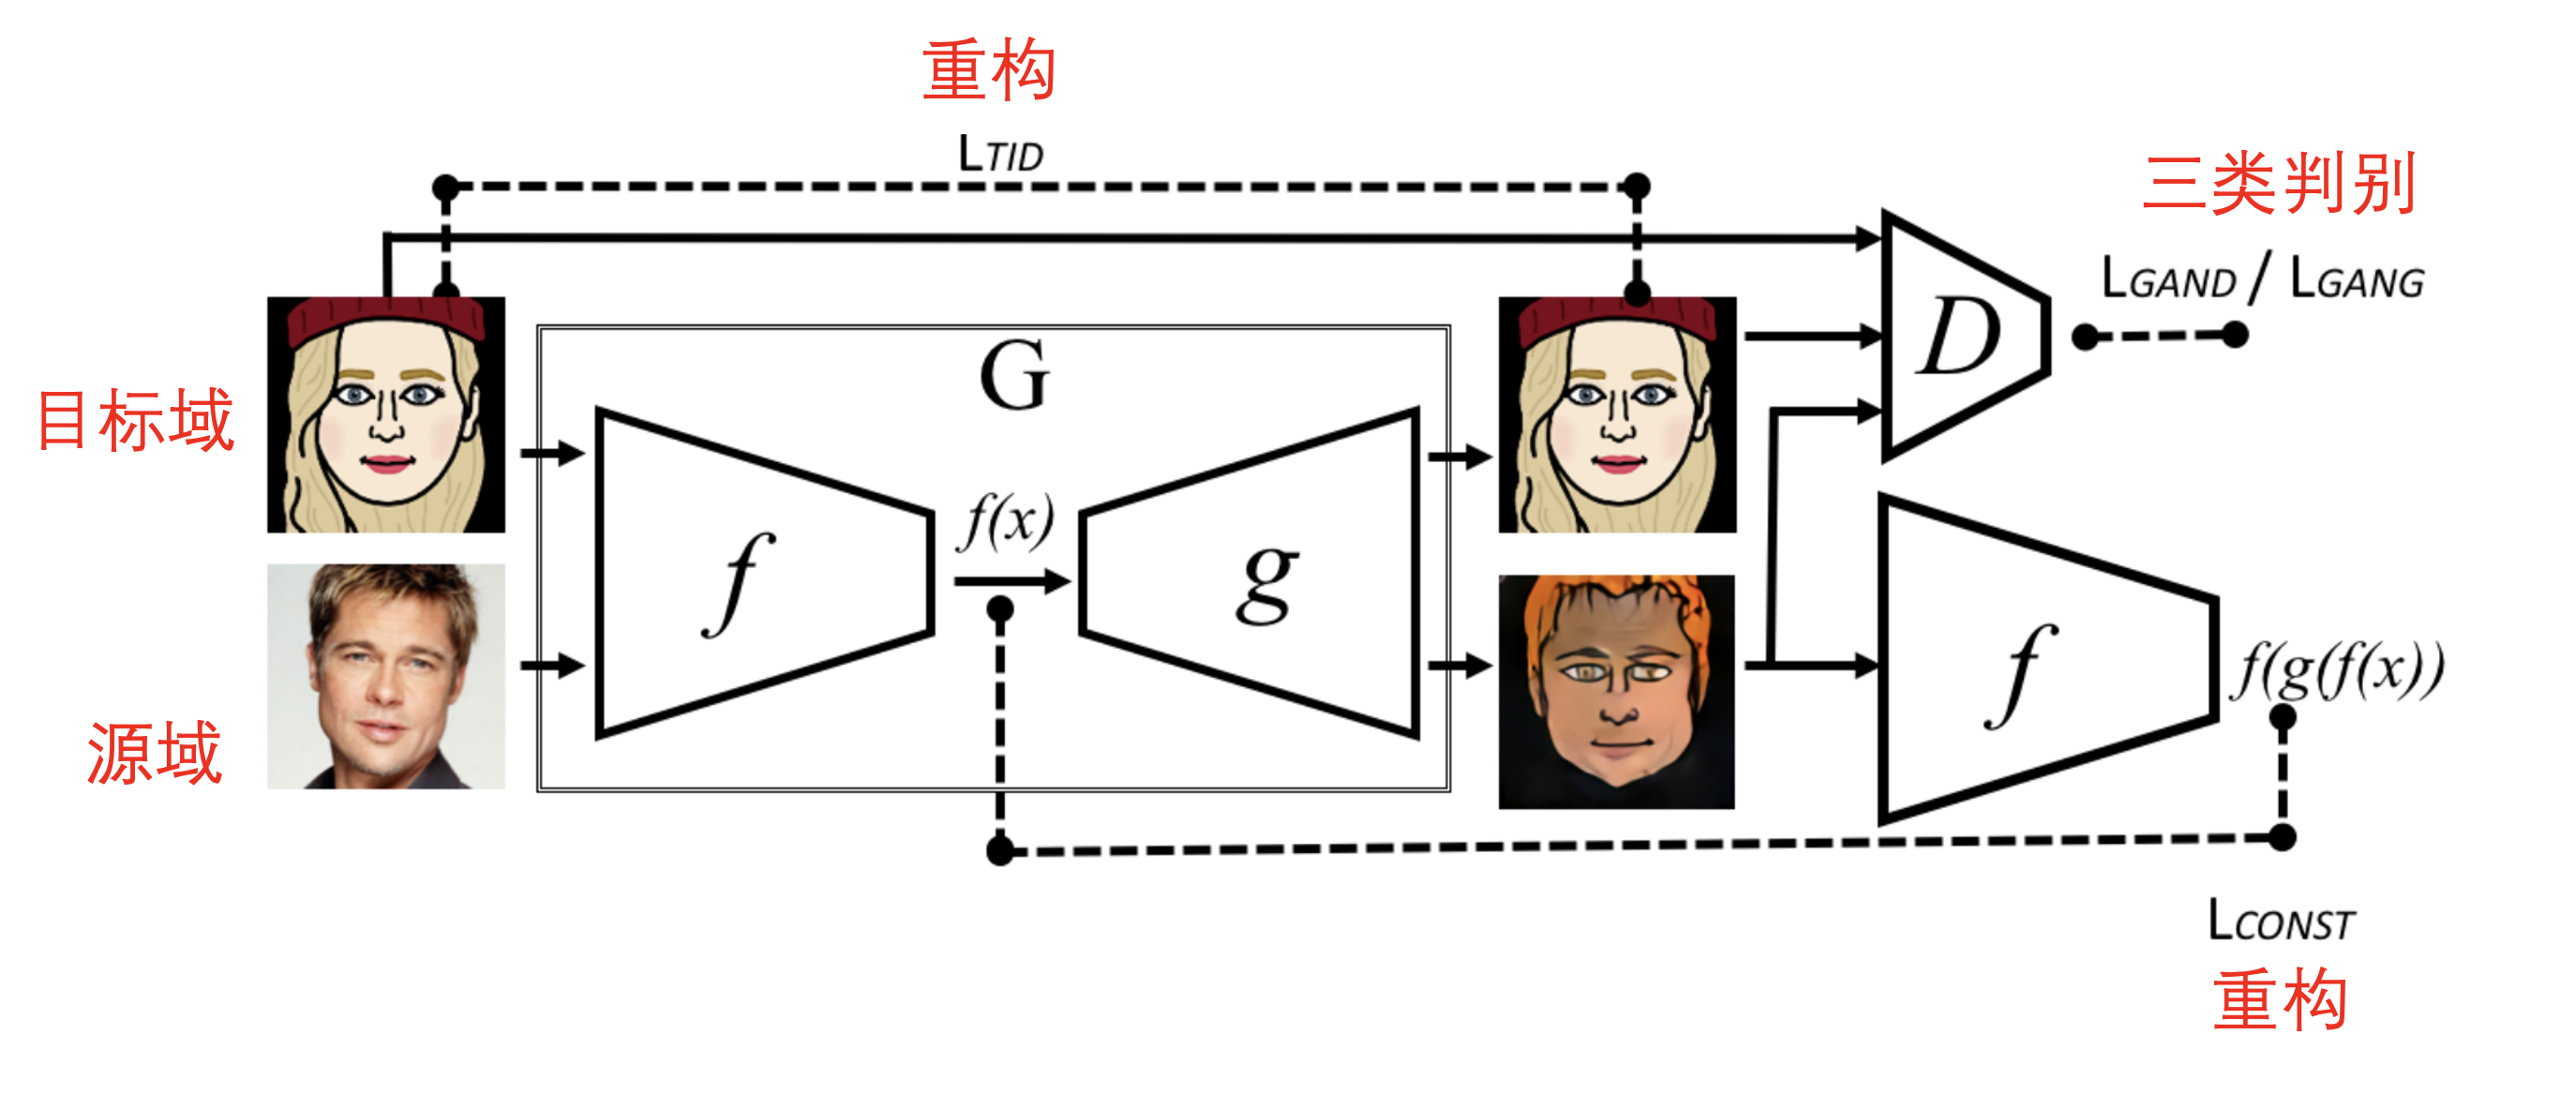 重构
LTID
三类判别
LGAND / LGANG
目标域
G
D
f
f(x)
g
源域
f
f(g(f(x))
LCONST
重构